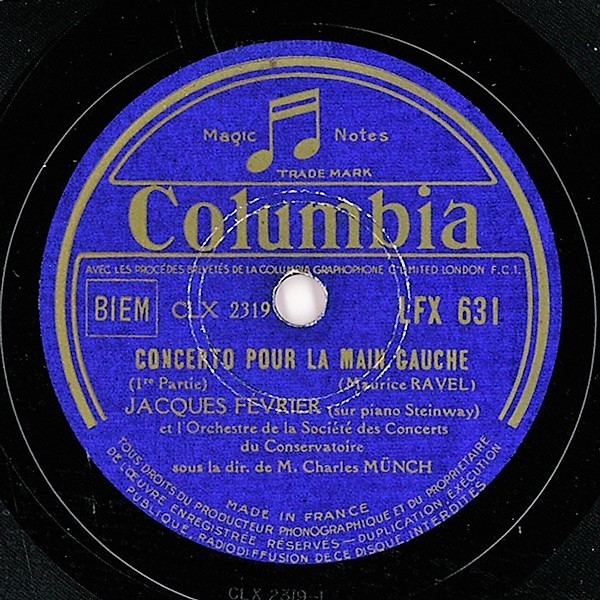 Magic Notes
TRADE MARK
Columbia
AVEC LES PROCÉDÉS BREVETÉS DE LA COLUMBIA GRAPHOPHONE Cº LIMITED LONDON F.C.1.
BIEM CLX 2319 LFX 631
CONCERTO POUR LA MAIN GAUCHE
(1re Partie) (Maurice RAVEL)
JACQUES FÉVRIER (sur piano Steinway)
et l'Orchestre de la Société des Concerts
du Conservatoire
sous la dir. de M. Charles MÜNCH
MADE IN FRANCE
TOUS DROITS DU PRODUCTEUR PHONOGRAPHIQUE ET DU PROPRIÉTAIRE
DE L'ŒUVRE ENREGISTRÉE RÉSERVÉS — DUPLICATION, EXÉCUTION
PUBLIQUE, RADIODIFFUSION DE CE DISQUE INTERDITES
CLX 2319-1